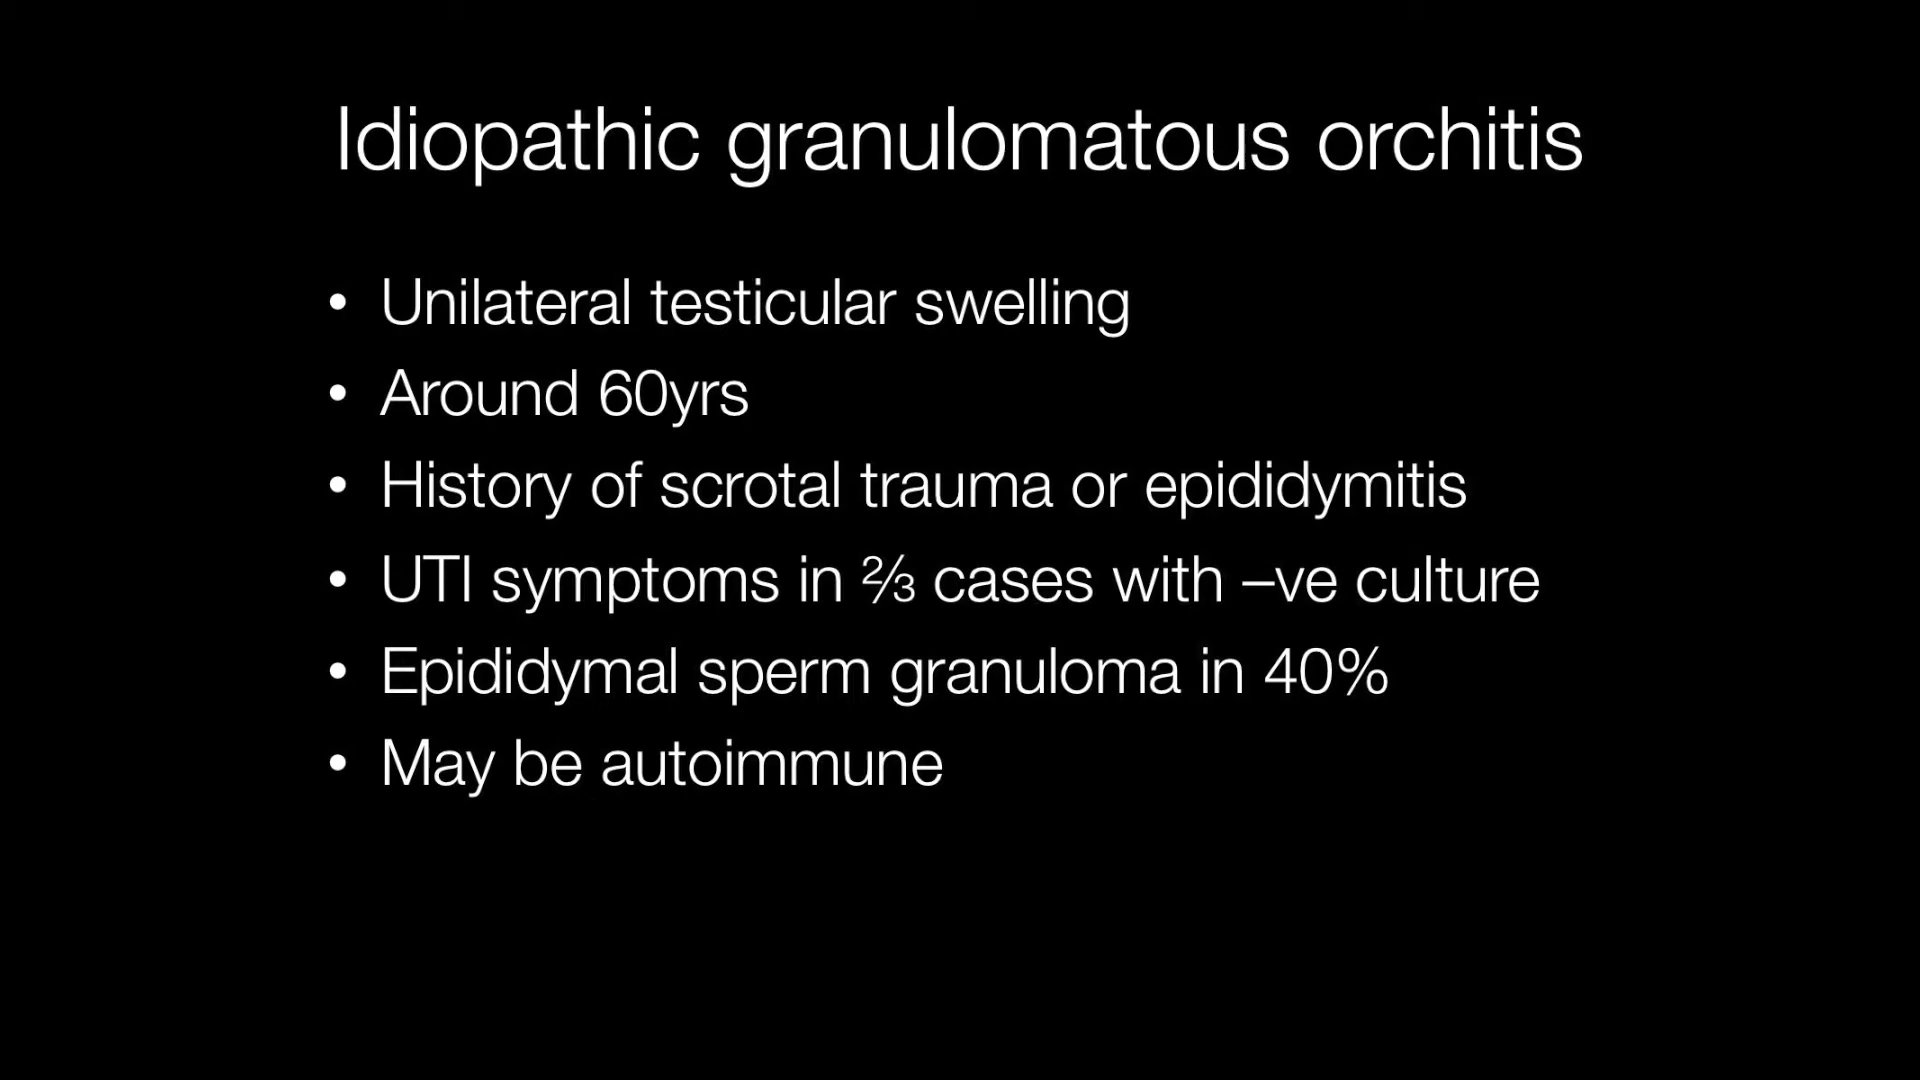 Idiopathic granulomatous orchitis
• Unilateral testicular swelling
• Around 60yrs
• History of scrotal trauma or epididymitis
• UTI symptoms in ⅔ cases with –ve culture
• Epididymal sperm granuloma in 40%
• May be autoimmune